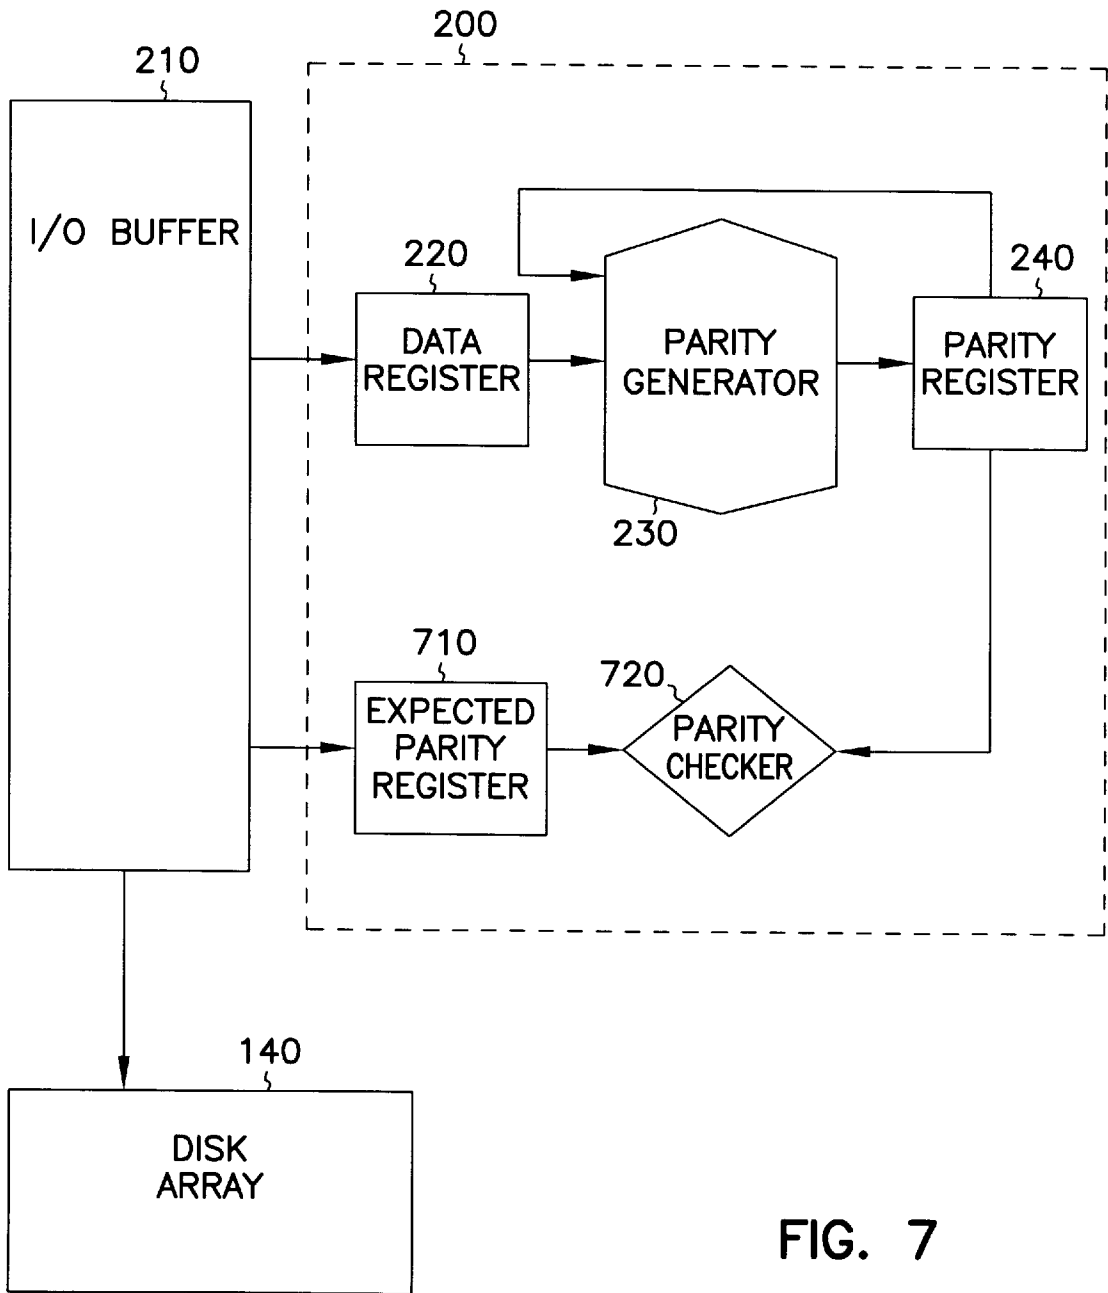 200
210
I/O BUFFER
220
DATA
REGISTER
PARITY
GENERATOR
230
240
PARITY
REGISTER
710
EXPECTED
PARITY
REGISTER
720
PARITY
CHECKER
140
DISK
ARRAY
FIG. 7